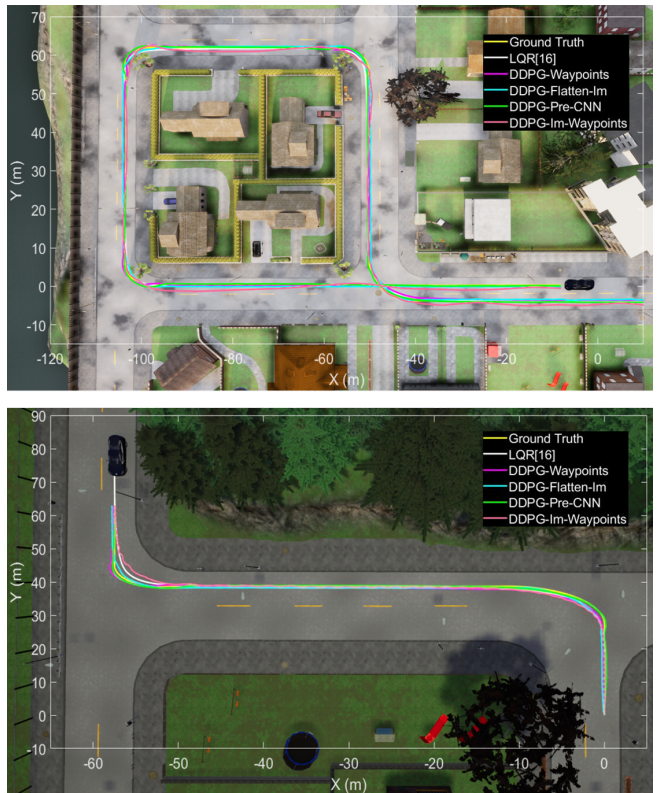 70
60
50
40
30
20
10
0
-10
Y (m)
Ground Truth
LQR[16]
DDPG-Waypoints
DDPG-Flatten-Im
DDPG-Pre-CNN
DDPG-Im-Waypoints
-120 -100 -80 -60 -40 -20 0
X (m)
90
80
70
60
50
40
30
20
10
0
-10
Y (m)
Ground Truth
LQR[16]
DDPG-Waypoints
DDPG-Flatten-Im
DDPG-Pre-CNN
DDPG-Im-Waypoints
-60 -50 -40 -30 -20 -10 0
X (m)